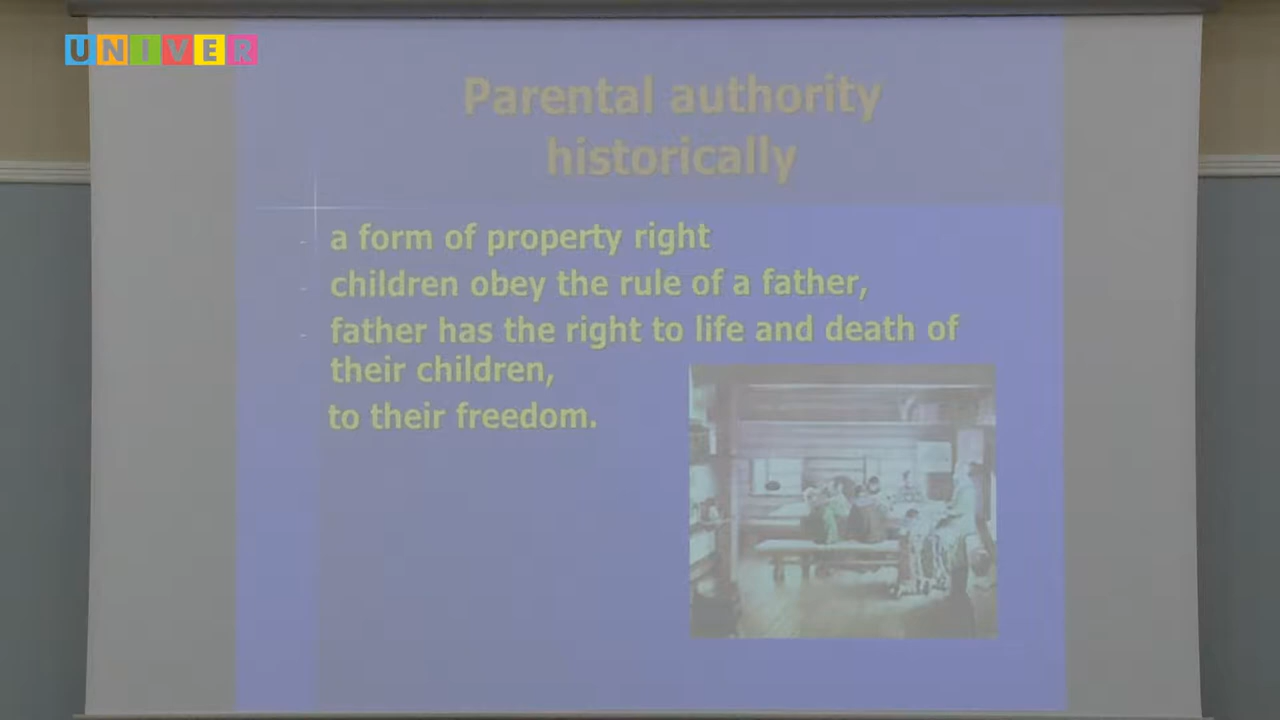 UNIVER
Parental authority
historically
- a form of property right
- children obey the rule of a father,
- father has the right to life and death of
their children,
to their freedom.